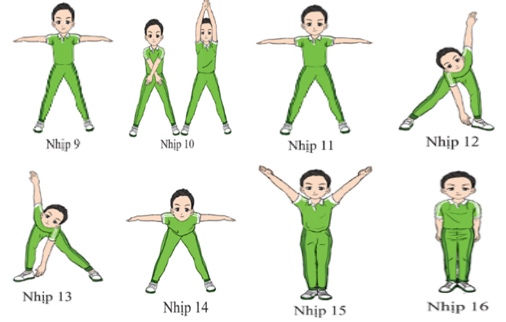 Nhịp 9
Nhịp 10
Nhịp 11
Nhịp 12
Nhịp 13
Nhịp 14
Nhịp 15
Nhịp 16